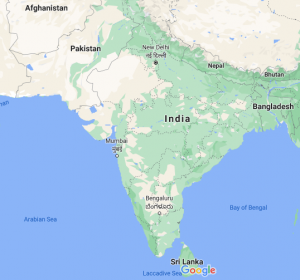 Afghanistan
Pakistan
New Delhi
नई दिल्ली
Nepal
Bhutan
Bangladesh
India
Mumbai
मुंबई
Bengaluru
ಬೆಂಗಳೂರು
Arabian Sea
Bay of Bengal
Sri Lanka
Google
Laccadive Sea